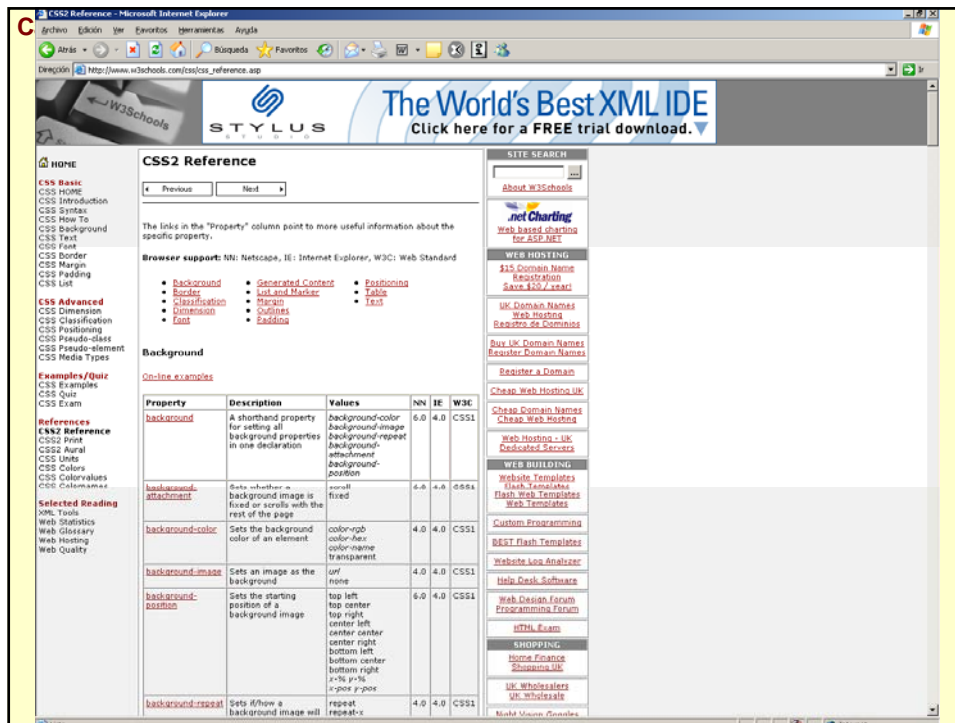 C
CSS2 Reference - Microsoft Internet Explorer
Archivo Edición Ver Favoritos Herramientas Ayuda
Atrás Búsqueda Favoritos
Dirección http://www.w3schools.com/css/css_reference.asp Ir
W3Schools
STYLUS
STUDIO
The World's Best XML IDE
Click here for a FREE trial download.
HOME
CSS Basic
CSS HOME
CSS Introduction
CSS Syntax
CSS How To
CSS Background
CSS Text
CSS Font
CSS Border
CSS Margin
CSS Padding
CSS List
CSS Advanced
CSS Dimension
CSS Classification
CSS Positioning
CSS Pseudo-class
CSS Pseudo-element
CSS Media Types
Examples/Quiz
CSS Examples
CSS Quiz
CSS Exam
References
CSS2 Reference
CSS2 Print
CSS2 Aural
CSS Units
CSS Colors
CSS Colorvalues
CSS Colornames
Selected Reading
XML Tools
Web Statistics
Web Glossary
Web Hosting
Web Quality
CSS2 Reference
Previous Next
The links in the "Property" column point to more useful information about the
specific property.
Browser support: NN: Netscape, IE: Internet Explorer, W3C: Web Standard
Background
Border
Classification
Dimension
Font
Generated Content
List and Marker
Margin
Outlines
Padding
Positioning
Table
Text
Background
On-line examples
Property Description Values NN IE W3C
background
A shorthand property
for setting all
background properties
in one declaration
background-color
background-image
background-repeat
background-
attachment
background-
position
6.0 4.0 CSS1
background-
attachment
Sets whether a
background image is
fixed or scrolls with the
rest of the page
scroll
fixed
6.0 4.0 CSS1
background-color
Sets the background
color of an element
color-rgb
color-hex
color-name
transparent
4.0 4.0 CSS1
background-image
Sets an image as the
background
url
none
4.0 4.0 CSS1
background-
position
Sets the starting
position of a
background image
top left
top center
top right
center left
center center
center right
bottom left
bottom center
bottom right
x-% y-%
x-pos y-pos
6.0 4.0 CSS1
background-repeat
Sets if/how a
background image will
repeat
repeat-x
4.0 4.0 CSS1
SITE SEARCH
...
About W3Schools
.net Charting
Web based charting
for ASP.NET
WEB HOSTING
$15 Domain Name
Registration
Save $20 / year!
UK Domain Names
Web Hosting
Registro de Dominios
Buy UK Domain Names
Register Domain Names
Register a Domain
Cheap Web Hosting UK
Cheap Domain Names
Cheap Web Hosting
Web Hosting - UK
Dedicated Servers
WEB BUILDING
Website Templates
Flash Templates
Flash Web Templates
Web Templates
Custom Programming
BEST Flash Templates
Website Log Analyzer
Help Desk Software
Web Design Forum
Programming Forum
HTML Exam
SHOPPING
Home Finance
Shopping UK
UK Wholesalers
UK Wholesale
Night Vision Goggles